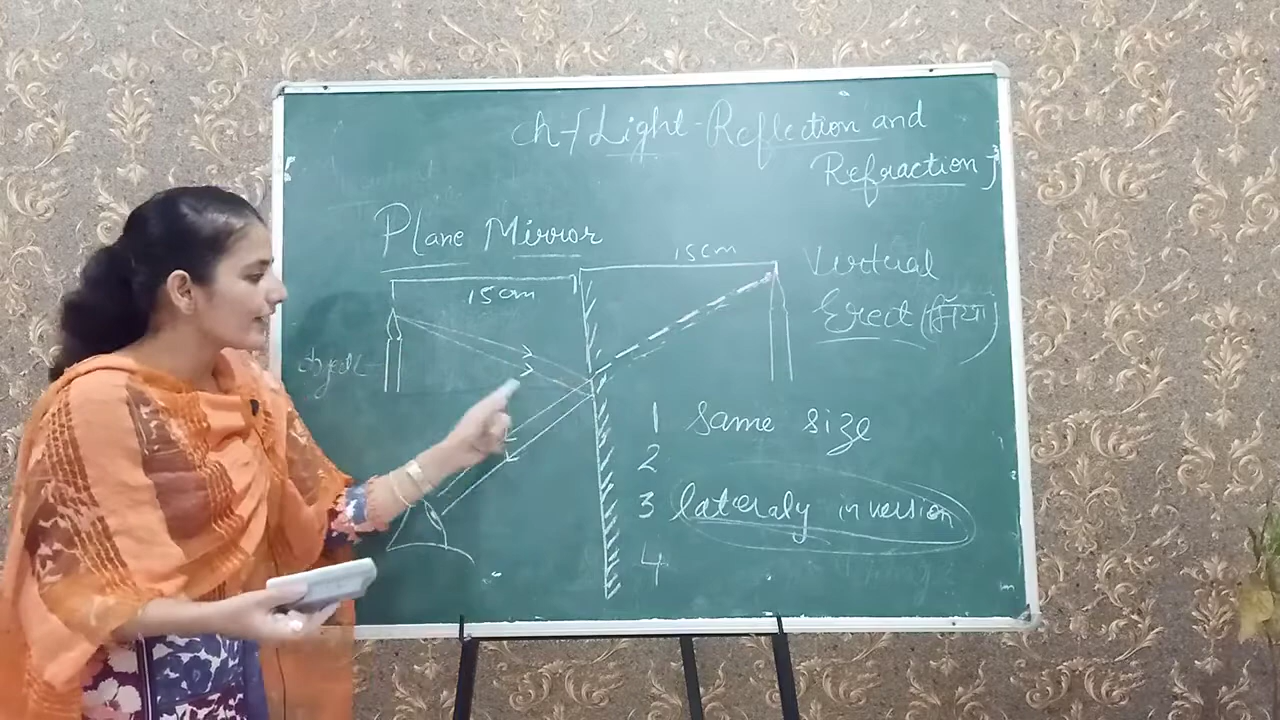 Ch-{Light-Reflection and
Refraction}
Plane Mirror
15cm
15cm
Virtual
Erect (सिधा)
object
1 Same size
2
3 lateraly inversion
4